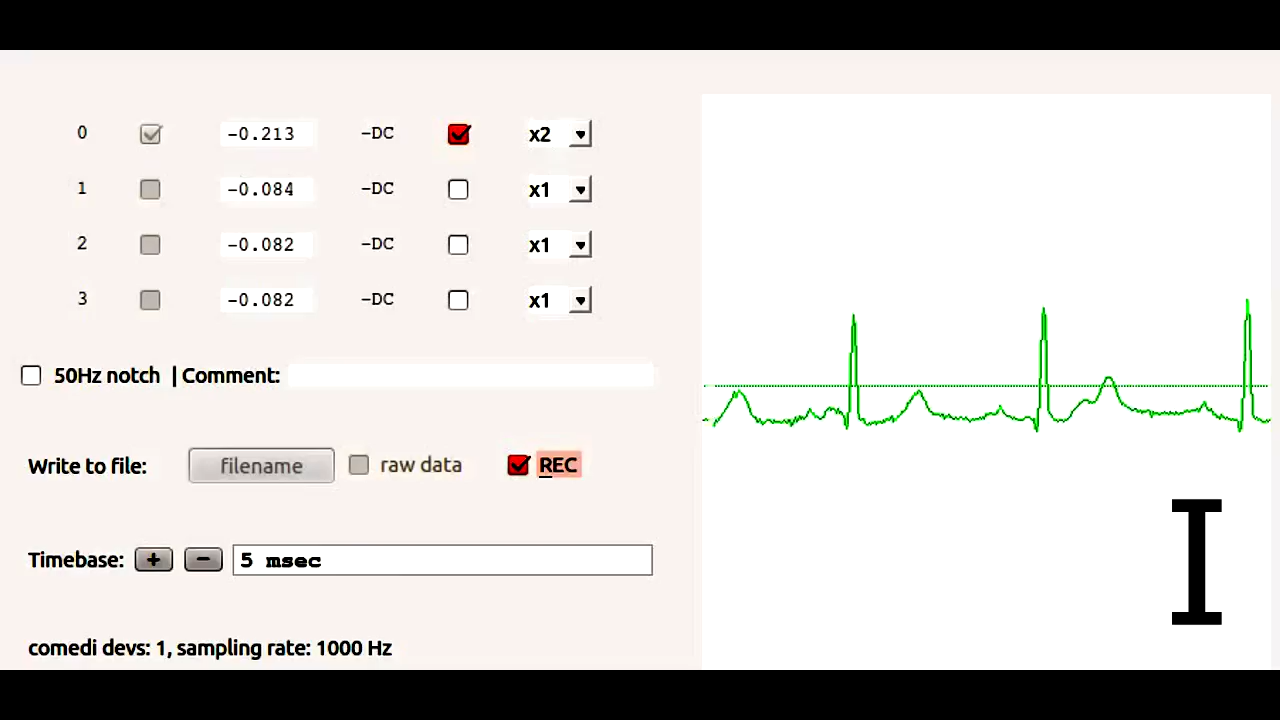 0 -0.213 -DC x2
1 -0.084 -DC x1
2 -0.082 -DC x1
3 -0.082 -DC x1
50Hz notch | Comment:
Write to file: filename raw data REC
Timebase: + - 5 msec
comedi devs: 1, sampling rate: 1000 Hz
I